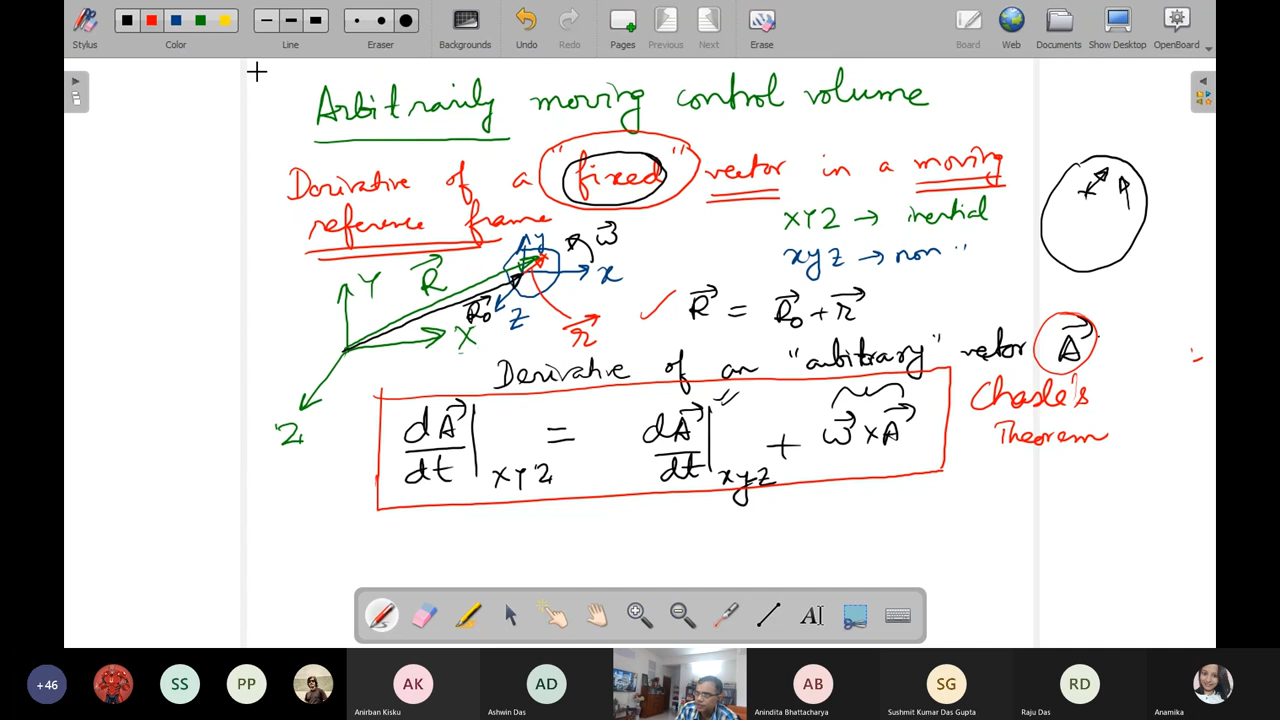 Stylus
Color
Line
Eraser
Backgrounds
Undo
Redo
Pages
Previous
Next
Erase
Board
Web
Documents
Show Desktop
OpenBoard
Arbitrarily moving control volume
Derivative of a "fixed" vector in a moving
reference frame
XYZ → inertial
xyz → non "
Y
R⃗
X
Z
R⃗₀
y
x
z
ω⃗
r⃗
R⃗ = R⃗₀ + r⃗
Derivative of an "arbitrary" vector A⃗
Chasle's
Theorem
dA⃗/dt |XYZ = dA⃗/dt |xyz + ω⃗ × A⃗
A
+46
SS
PP
AK
Anirban Kisku
AD
Ashwin Das
AB
Anindita Bhattacharya
SG
Sushmit Kumar Das Gupta
RD
Raju Das
Anamika